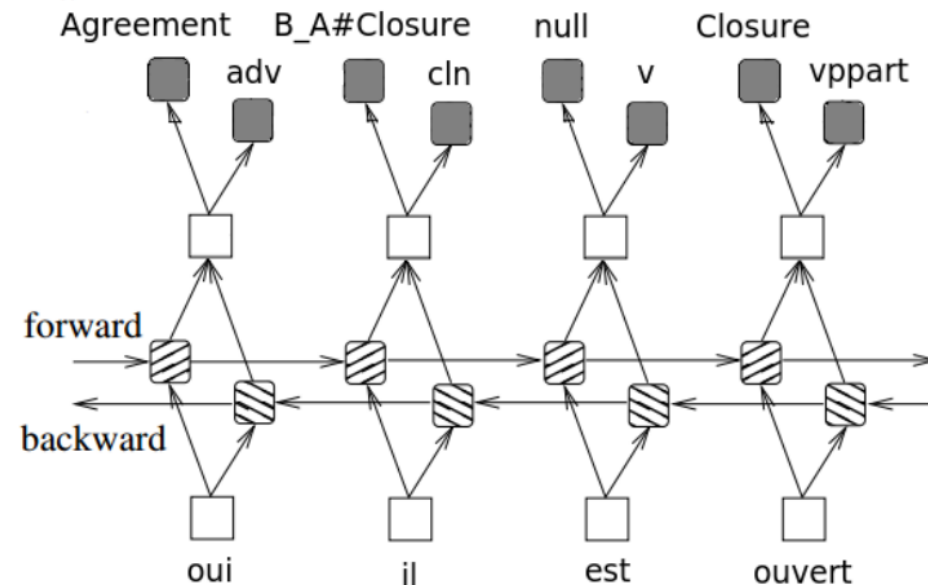 Agreement B_A#Closure null Closure
adv cln v vppart
forward
backward
oui il est ouvert